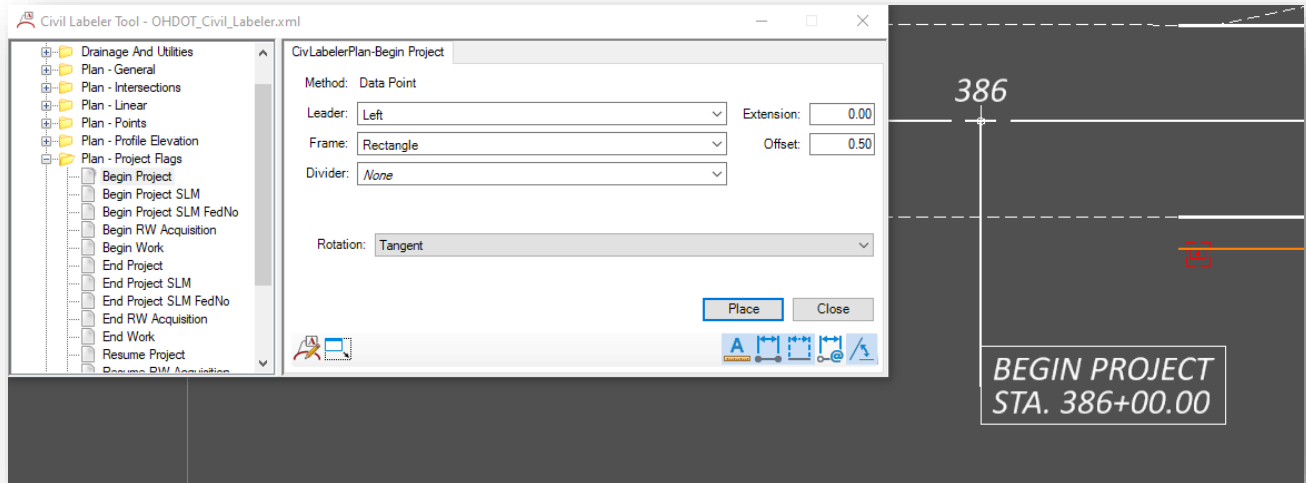 Civil Labeler Tool - OHDOT_Civil_Labeler.xml
Drainage And Utilities
Plan - General
Plan - Intersections
Plan - Linear
Plan - Points
Plan - Profile Elevation
Plan - Project Flags
Begin Project
Begin Project SLM
Begin Project SLM FedNo
Begin RW Acquisition
Begin Work
End Project
End Project SLM
End Project SLM FedNo
End RW Acquisition
End Work
Resume Project
Resume RW Acquisition
CivLabelerPlan-Begin Project
Method: Data Point
Leader: Left Extension: 0.00
Frame: Rectangle Offset: 0.50
Divider: None
Rotation: Tangent
Place Close
386
BEGIN PROJECT
STA. 386+00.00